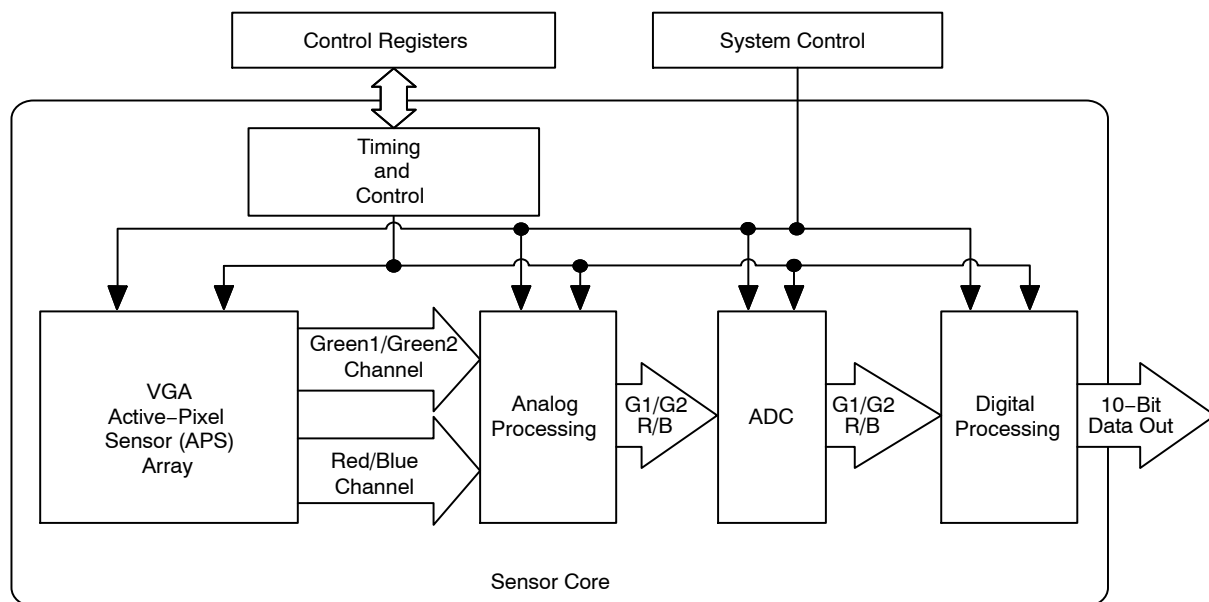 Control Registers
System Control
Timing
and
Control
VGA
Active−Pixel
Sensor (APS)
Array
Green1/Green2
Channel
Red/Blue
Channel
Analog
Processing
G1/G2
R/B
ADC
G1/G2
R/B
Digital
Processing
10−Bit
Data Out
Sensor Core